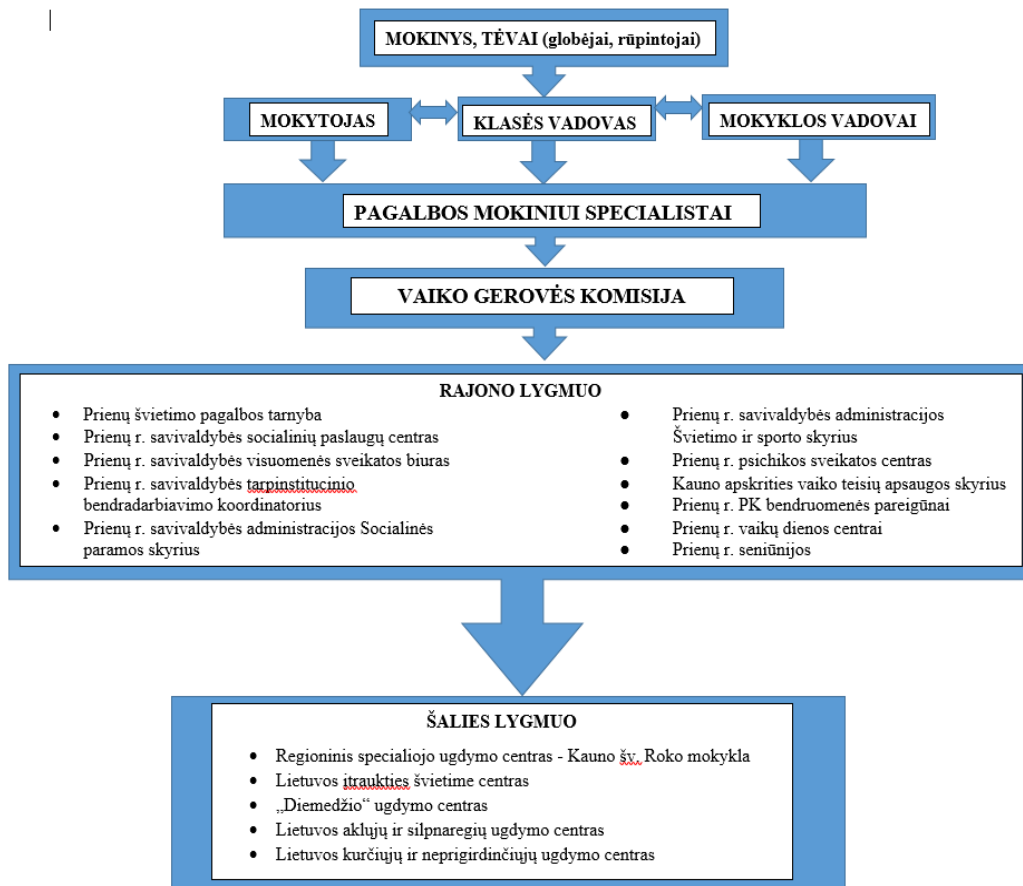 MOKINYS, TĖVAI (globėjai, rūpintojai)
MOKYTOJAS
KLASĖS VADOVAS
MOKYKLOS VADOVAI
PAGALBOS MOKINIUI SPECIALISTAI
VAIKO GEROVĖS KOMISIJA
RAJONO LYGMUO
• Prienų švietimo pagalbos tarnyba
• Prienų r. savivaldybės socialinių paslaugų centras
• Prienų r. savivaldybės visuomenės sveikatos biuras
• Prienų r. savivaldybės tarpinstitucinio
bendradarbiavimo koordinatorius
• Prienų r. savivaldybės administracijos Socialinės
paramos skyrius
• Prienų r. savivaldybės administracijos
Švietimo ir sporto skyrius
• Prienų r. psichikos sveikatos centras
• Kauno apskrities vaiko teisių apsaugos skyrius
• Prienų r. PK bendruomenės pareigūnai
• Prienų r. vaikų dienos centrai
• Prienų r. seniūnijos
ŠALIES LYGMUO
• Regioninis specialiojo ugdymo centras - Kauno šv. Roko mokykla
• Lietuvos įtraukties švietime centras
• „Diemedžio“ ugdymo centras
• Lietuvos aklųjų ir silpnaregių ugdymo centras
• Lietuvos kurčiųjų ir neprigirdinčiųjų ugdymo centras